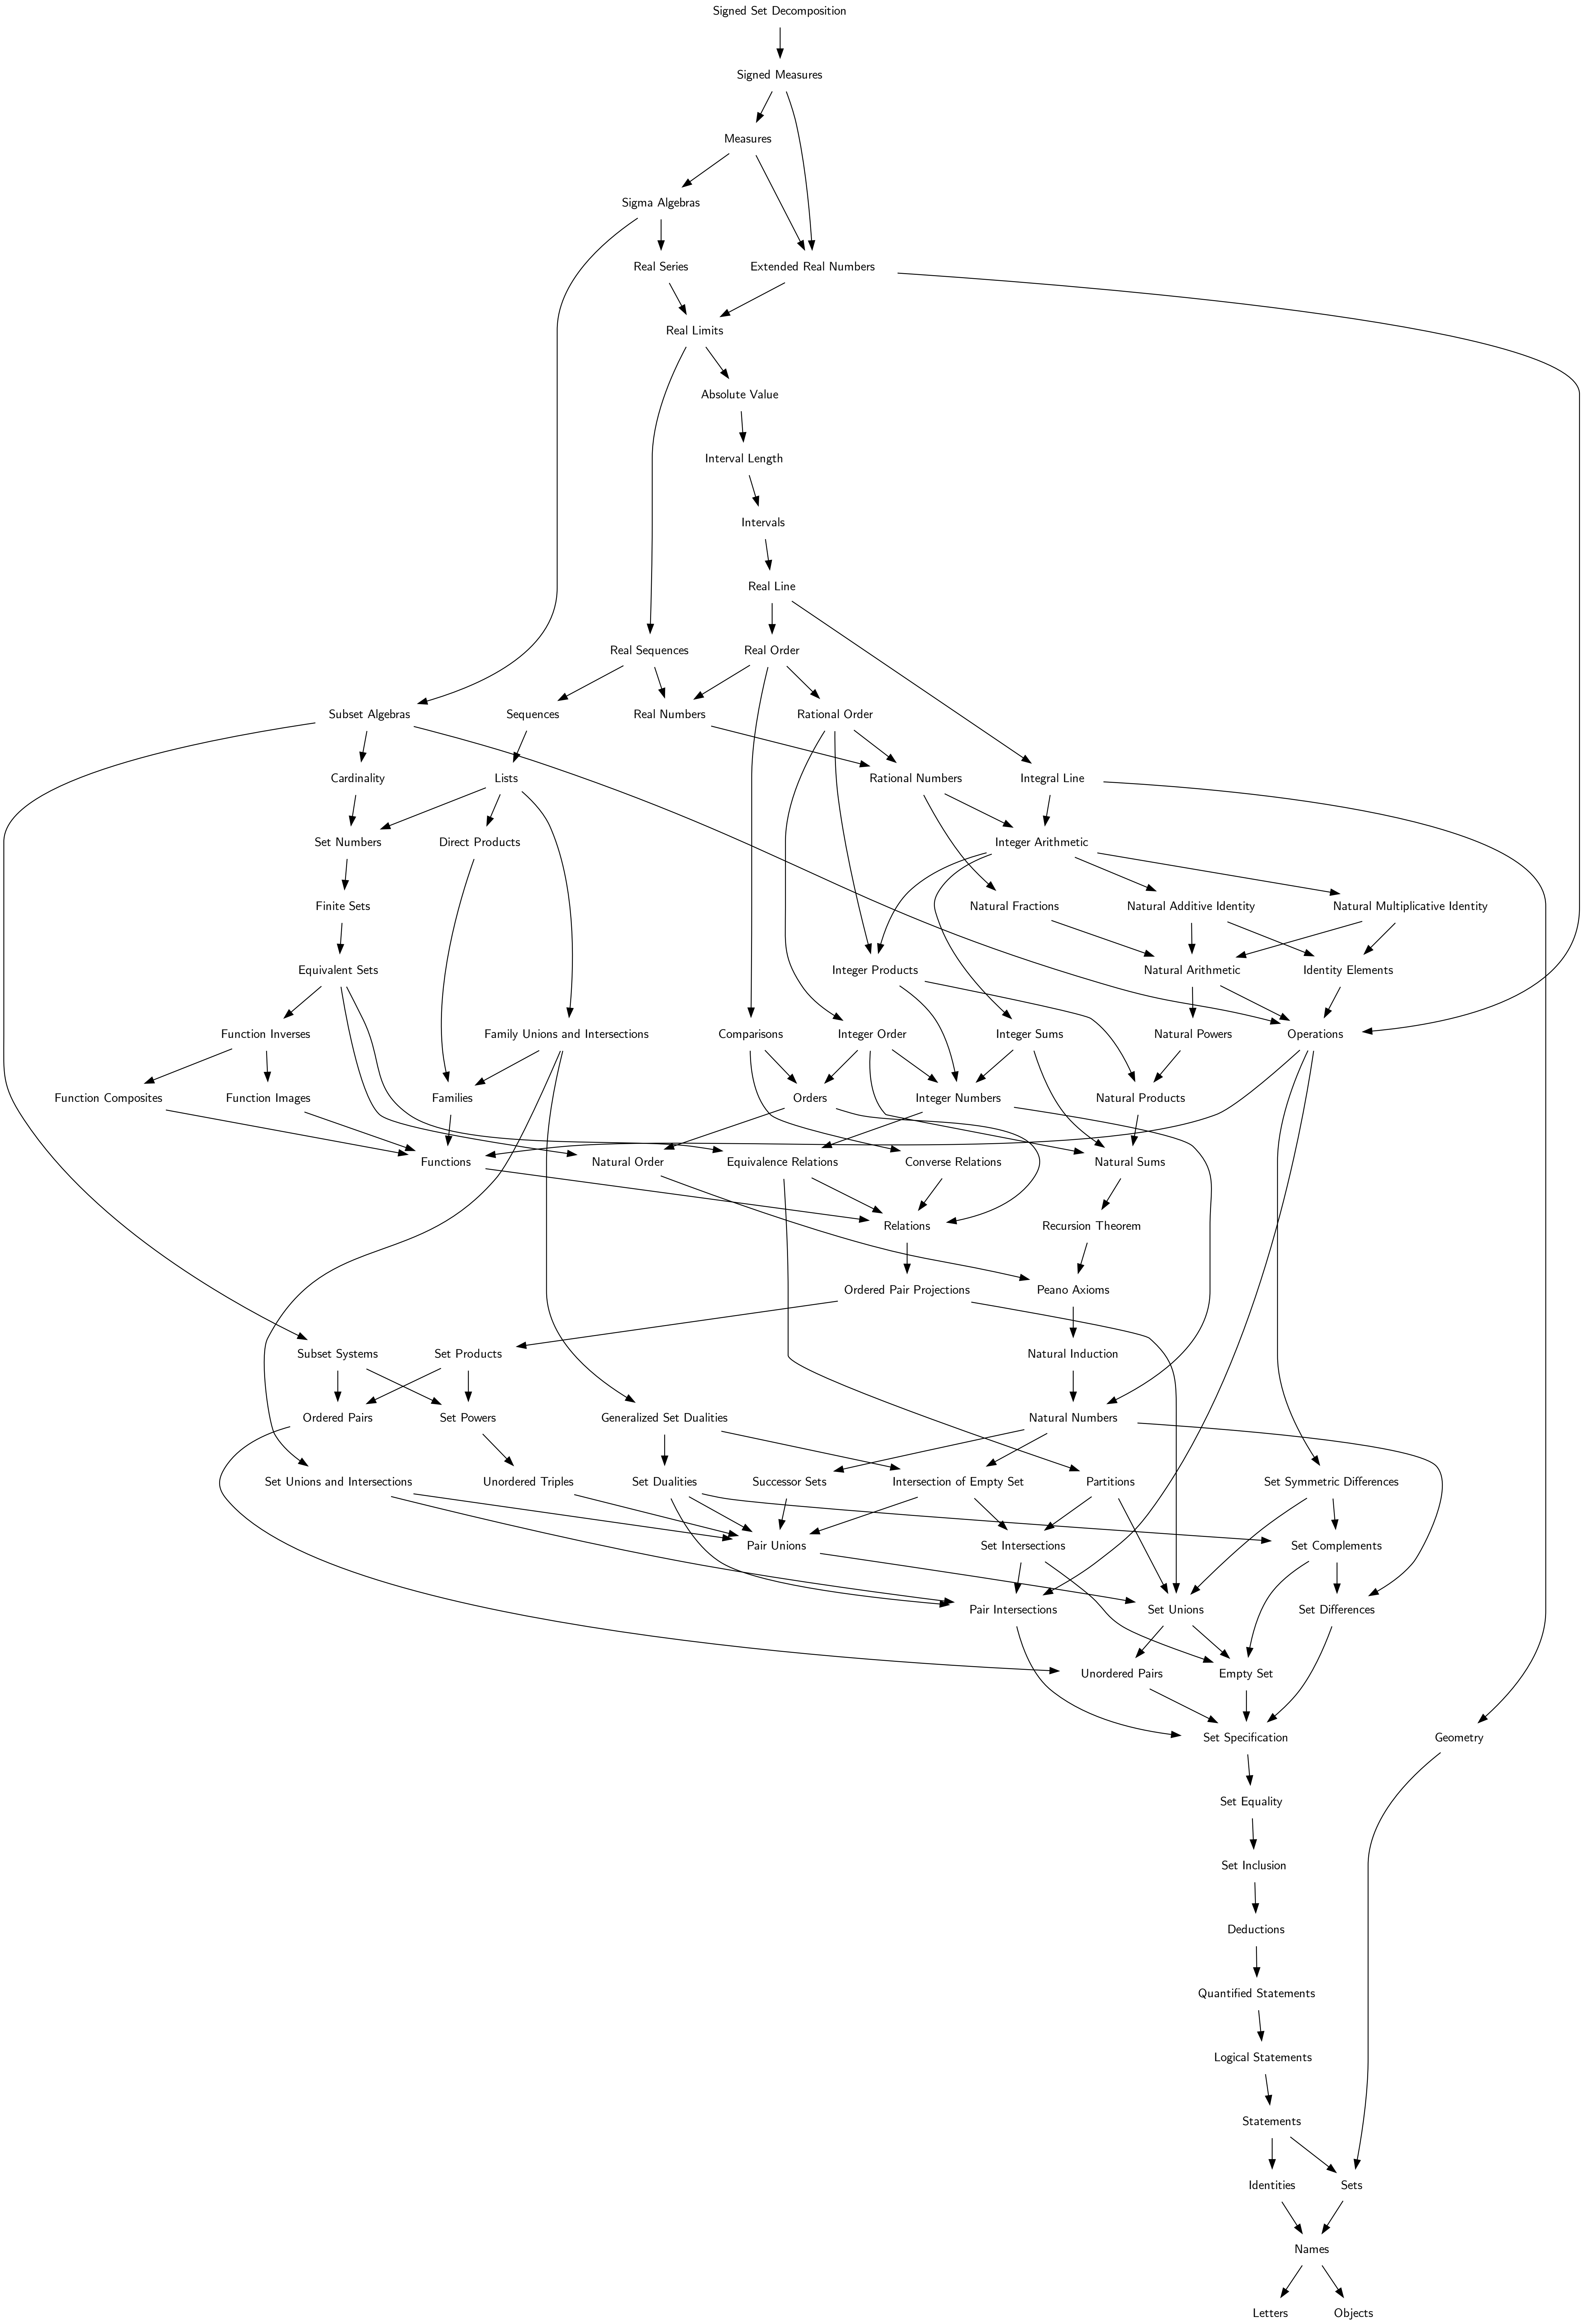 Signed Set Decomposition
Signed Measures
Measures
Sigma Algebras
Real Series
Extended Real Numbers
Real Limits
Absolute Value
Interval Length
Intervals
Real Line
Real Sequences
Real Order
Subset Algebras
Sequences
Real Numbers
Rational Order
Cardinality
Lists
Rational Numbers
Integral Line
Set Numbers
Direct Products
Integer Arithmetic
Finite Sets
Natural Fractions
Natural Additive Identity
Natural Multiplicative Identity
Equivalent Sets
Integer Products
Natural Arithmetic
Identity Elements
Function Inverses
Family Unions and Intersections
Comparisons
Integer Order
Integer Sums
Natural Powers
Operations
Function Composites
Function Images
Families
Orders
Integer Numbers
Natural Products
Functions
Natural Order
Equivalence Relations
Converse Relations
Natural Sums
Relations
Recursion Theorem
Ordered Pair Projections
Peano Axioms
Subset Systems
Set Products
Natural Induction
Ordered Pairs
Set Powers
Generalized Set Dualities
Natural Numbers
Set Unions and Intersections
Unordered Triples
Set Dualities
Successor Sets
Intersection of Empty Set
Partitions
Set Symmetric Differences
Pair Unions
Set Intersections
Set Complements
Pair Intersections
Set Unions
Set Differences
Unordered Pairs
Empty Set
Set Specification
Geometry
Set Equality
Set Inclusion
Deductions
Quantified Statements
Logical Statements
Statements
Identities
Sets
Names
Letters
Objects